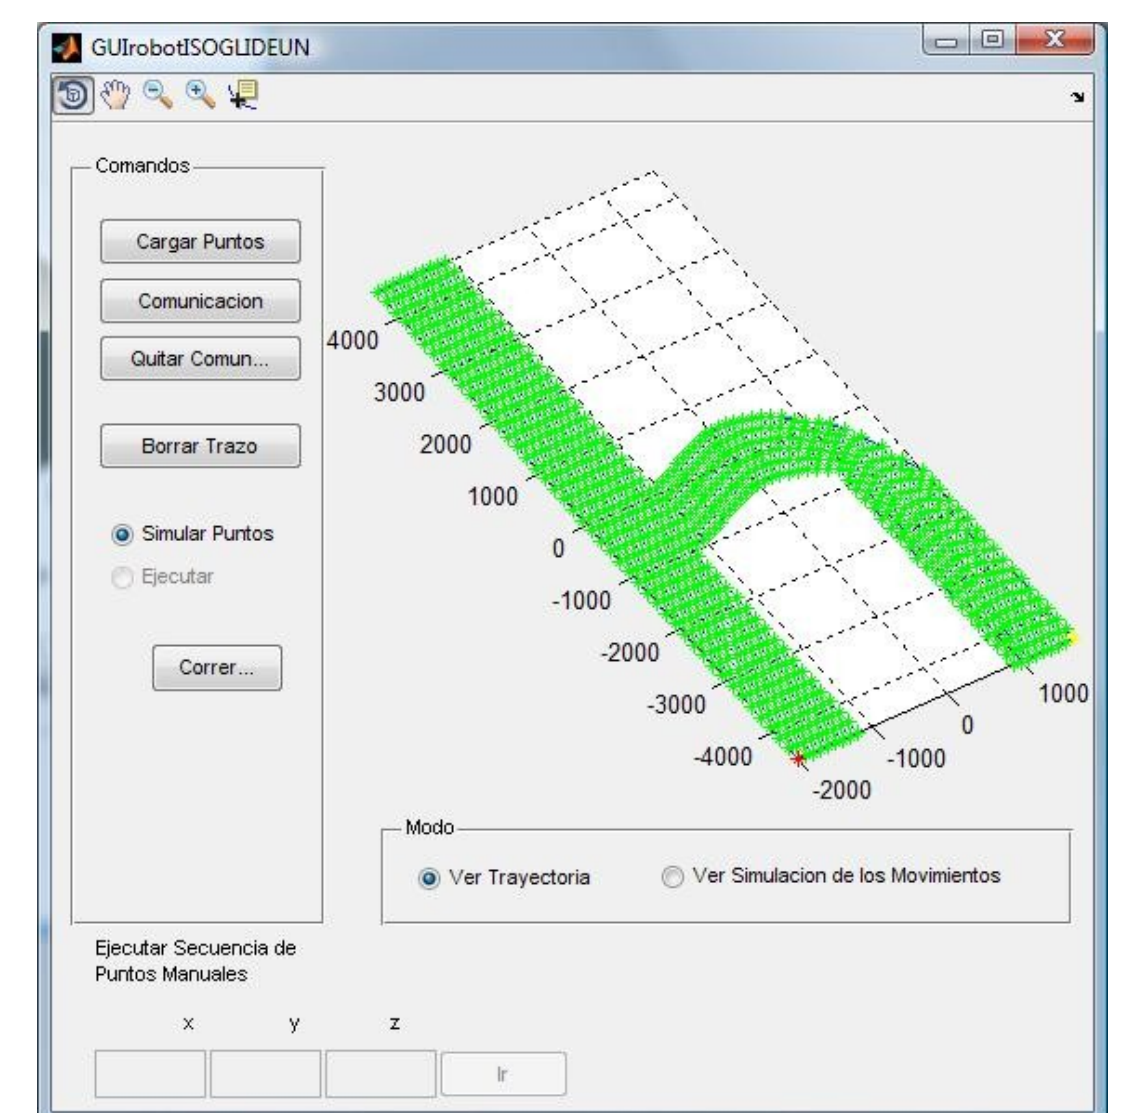 GUIrobotISOGLIDEUN
Comandos
Cargar Puntos
Comunicacion
Quitar Comun...
Borrar Trazo
Simular Puntos
Ejecutar
Correr...
4000
3000
2000
1000
0
-1000
-2000
-3000
-4000
-2000
-1000
0
1000
Modo
Ver Trayectoria
Ver Simulacion de los Movimientos
Ejecutar Secuencia de
Puntos Manuales
x y z
Ir